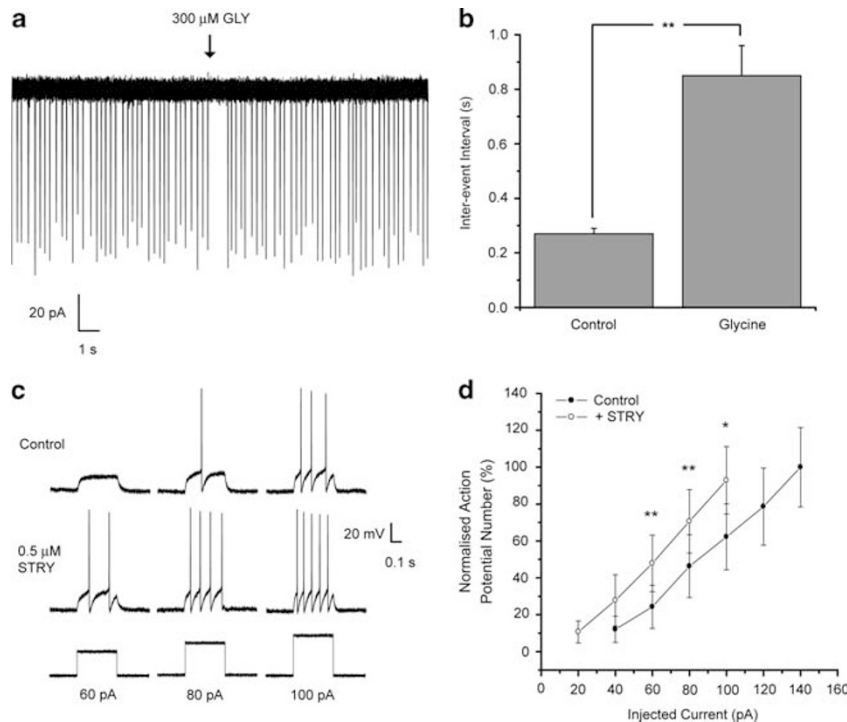 a
300 µM GLY
20 pA
1 s
b
Inter-event Interval (s)
1.0
0.8
0.6
0.4
0.2
0.0
**
Control
Glycine
c
Control
0.5 µM
STRY
20 mV
0.1 s
60 pA
80 pA
100 pA
d
Normalised Action
Potential Number (%)
140
120
100
80
60
40
20
0
Control
+ STRY
**
**
*
0 20 40 60 80 100 120 140 160
Injected Current (pA)